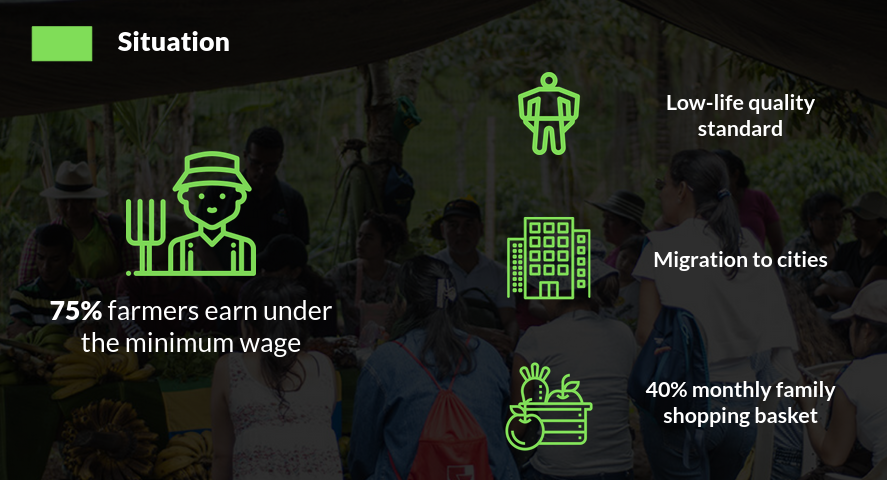 Situation
75% farmers earn under
the minimum wage
Low-life quality
standard
Migration to cities
40% monthly family
shopping basket